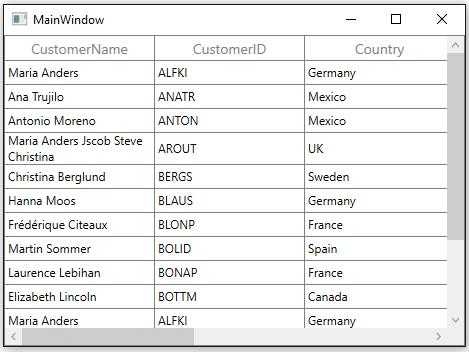 MainWindow
CustomerName CustomerID Country
Maria Anders ALFKI Germany
Ana Trujilo ANATR Mexico
Antonio Moreno ANTON Mexico
Maria Anders Jscob Steve
Christina AROUT UK
Christina Berglund BERGS Sweden
Hanna Moos BLAUS Germany
Frédérique Citeaux BLONP France
Martin Sommer BOLID Spain
Laurence Lebihan BONAP France
Elizabeth Lincoln BOTTM Canada
Maria Anders ALFKI Germany